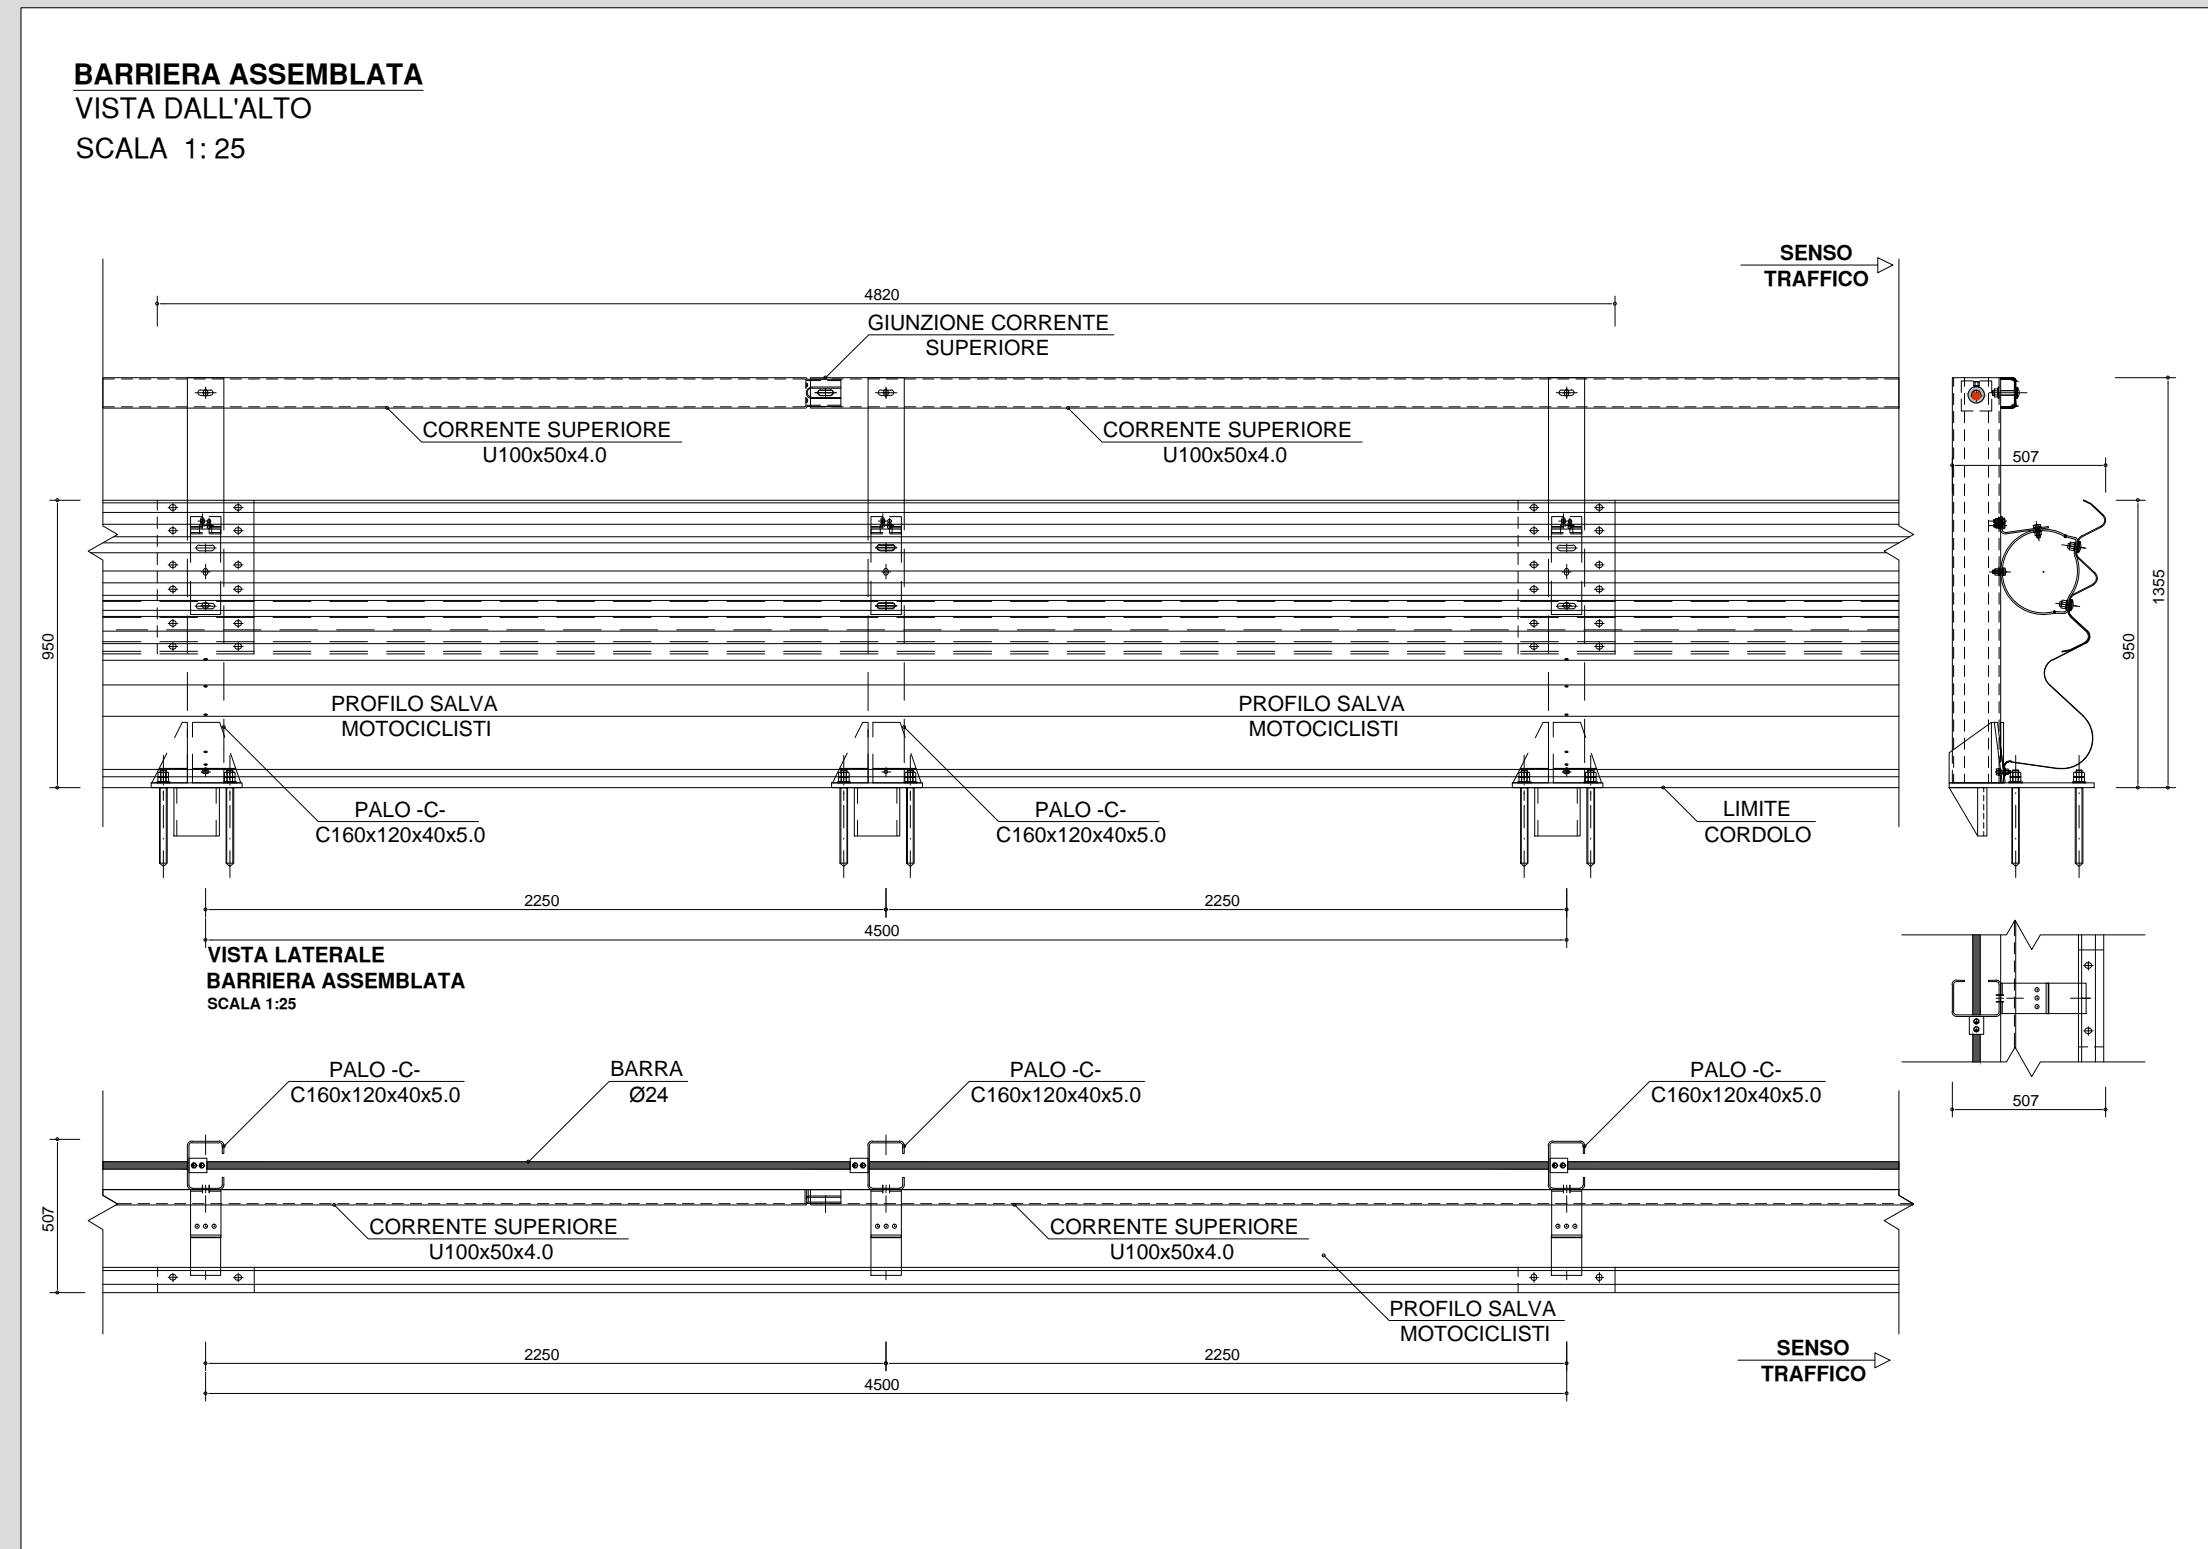 BARRIERA ASSEMBLATA
VISTA DALL'ALTO
SCALA 1: 25
SENSO
TRAFFICO
4820
GIUNZIONE CORRENTE
SUPERIORE
CORRENTE SUPERIORE
U100x50x4.0
CORRENTE SUPERIORE
U100x50x4.0
507
950
1355
950
PROFILO SALVA
MOTOCICLISTI
PROFILO SALVA
MOTOCICLISTI
PALO -C-
C160x120x40x5.0
PALO -C-
C160x120x40x5.0
LIMITE
CORDOLO
2250
2250
4500
VISTA LATERALE
BARRIERA ASSEMBLATA
SCALA 1:25
PALO -C-
C160x120x40x5.0
BARRA
Ø24
PALO -C-
C160x120x40x5.0
PALO -C-
C160x120x40x5.0
507
507
CORRENTE SUPERIORE
U100x50x4.0
CORRENTE SUPERIORE
U100x50x4.0
PROFILO SALVA
MOTOCICLISTI
2250
2250
4500
SENSO
TRAFFICO